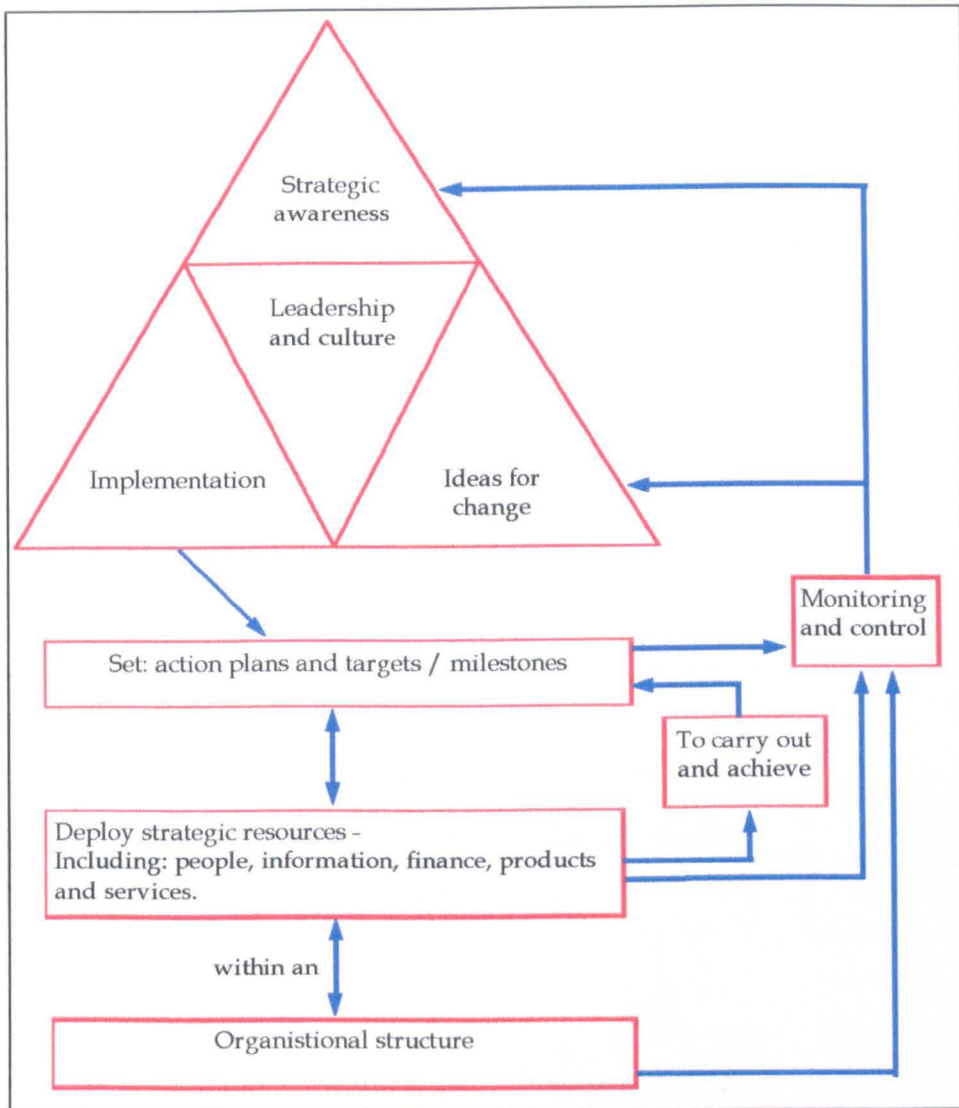 Strategic
awareness
Leadership
and culture
Implementation
Ideas for
change
Monitoring
and control
Set: action plans and targets / milestones
To carry out
and achieve
Deploy strategic resources -
Including: people, information, finance, products
and services.
within an
Organistional structure